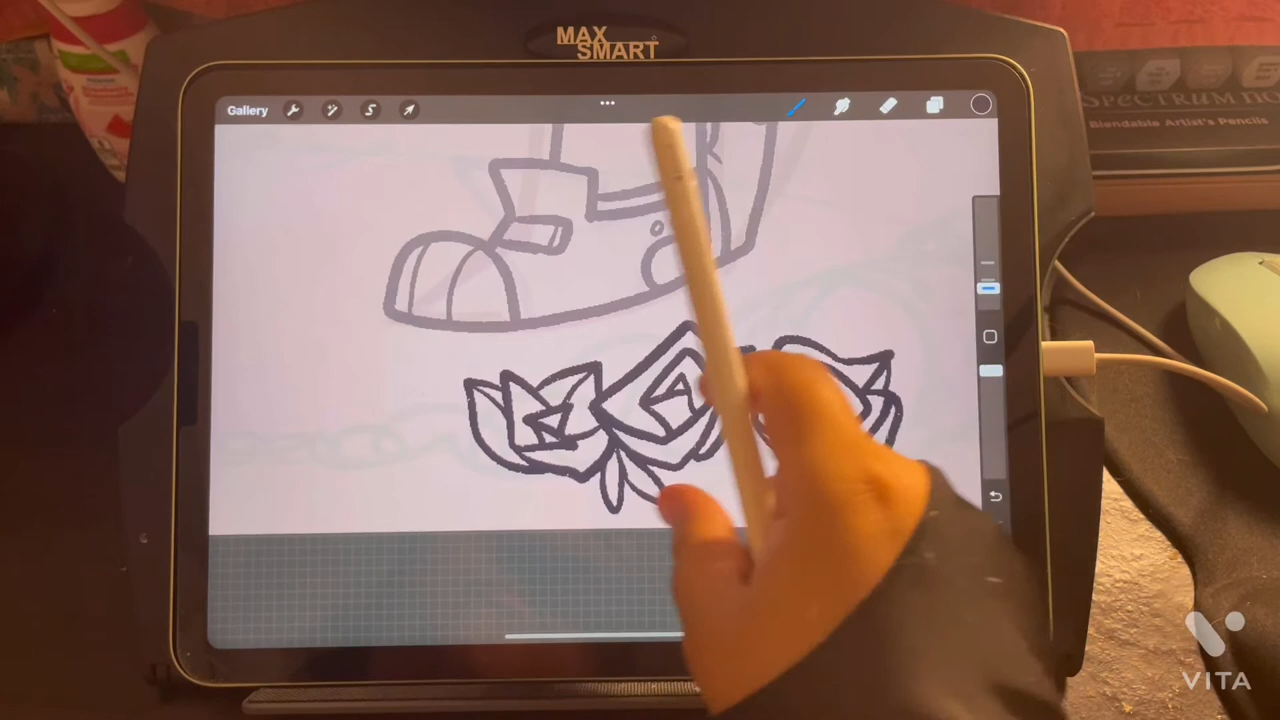 MAX
SMART
Gallery
SPECTRUM NO
Blendable Artist's Pencils
VITA